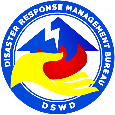 DISASTER RESPONSE MANAGEMENT BUREAU
DSWD